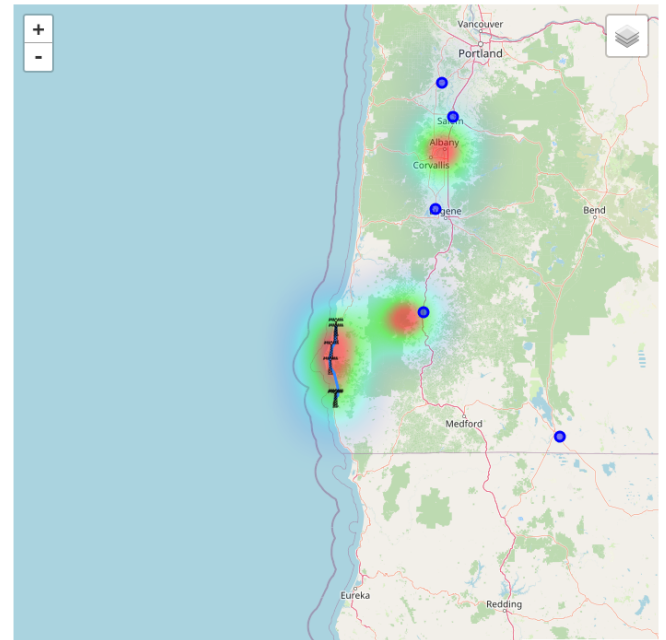 +
-
Vancouver
Portland
Salem
Albany
Corvallis
Eugene
Bend
Medford
Eureka
Redding